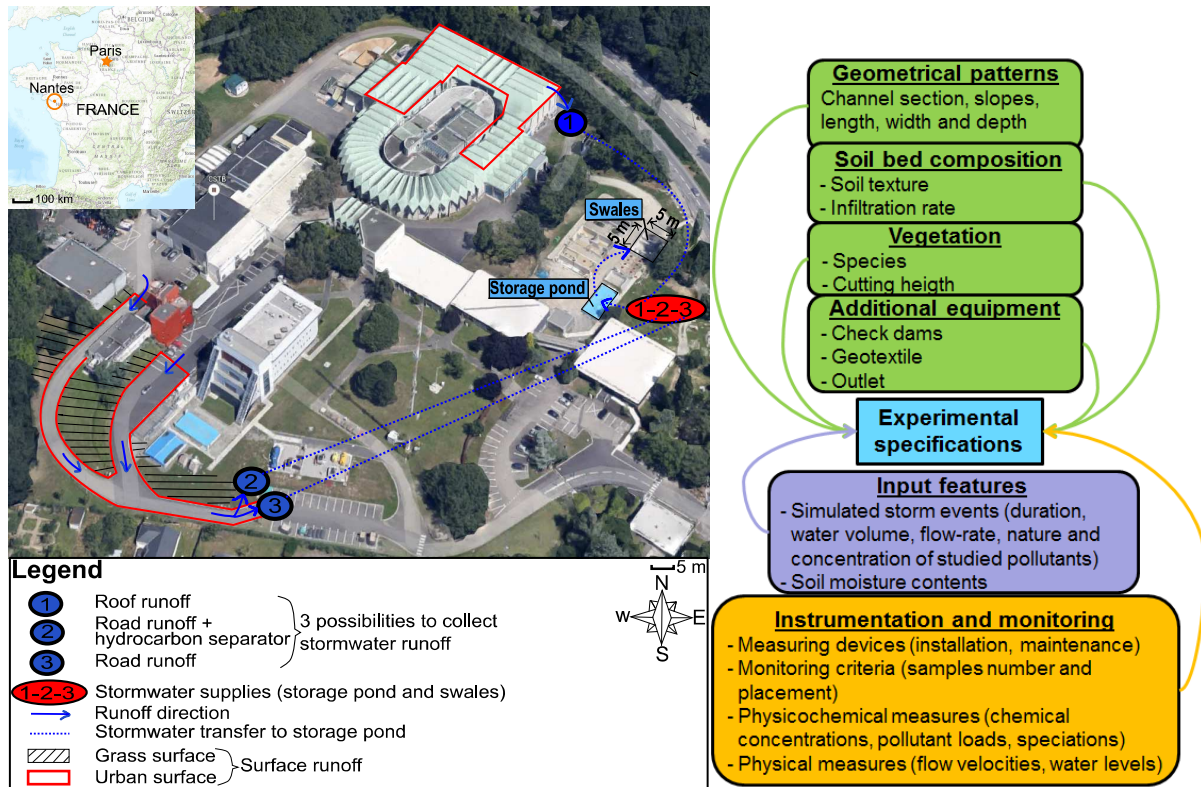 BELGIUM
Paris
Nantes
FRANCE
100 km
CSTB
1
Swales
5 m
5 m
Storage pond
1-2-3
2
3
Legend
1 Roof runoff
2 Road runoff +
hydrocarbon separator
3 Road runoff
3 possibilities to collect
stormwater runoff
1-2-3 Stormwater supplies (storage pond and swales)
Runoff direction
Stormwater transfer to storage pond
Grass surface
Urban surface
Surface runoff
5 m
N
W
E
S
Geometrical patterns
Channel section, slopes,
length, width and depth
Soil bed composition
- Soil texture
- Infiltration rate
Vegetation
- Species
- Cutting heigth
Additional equipment
- Check dams
- Geotextile
- Outlet
Experimental
specifications
Input features
- Simulated storm events (duration,
water volume, flow-rate, nature and
concentration of studied pollutants)
- Soil moisture contents
Instrumentation and monitoring
- Measuring devices (installation, maintenance)
- Monitoring criteria (samples number and
placement)
- Physicochemical measures (chemical
concentrations, pollutant loads, speciations)
- Physical measures (flow velocities, water levels)